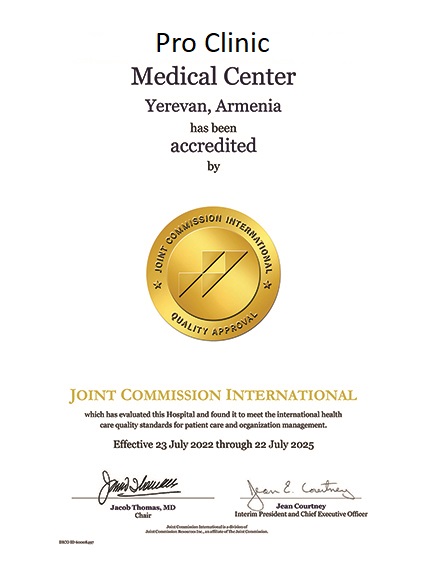 Pro Clinic
Medical Center
Yerevan, Armenia
has been
accredited
by
JOINT COMMISSION INTERNATIONAL
QUALITY APPROVAL
JOINT COMMISSION INTERNATIONAL
which has evaluated this Hospital and found it to meet the international health
care quality standards for patient care and organization management.
Effective 23 July 2022 through 22 July 2025
Jacob Thomas, MD
Chair
Jean E. Courtney
Jean Courtney
Interim President and Chief Executive Officer
Joint Commission International is a division of
Joint Commission Resources Inc., an affiliate of The Joint Commission.